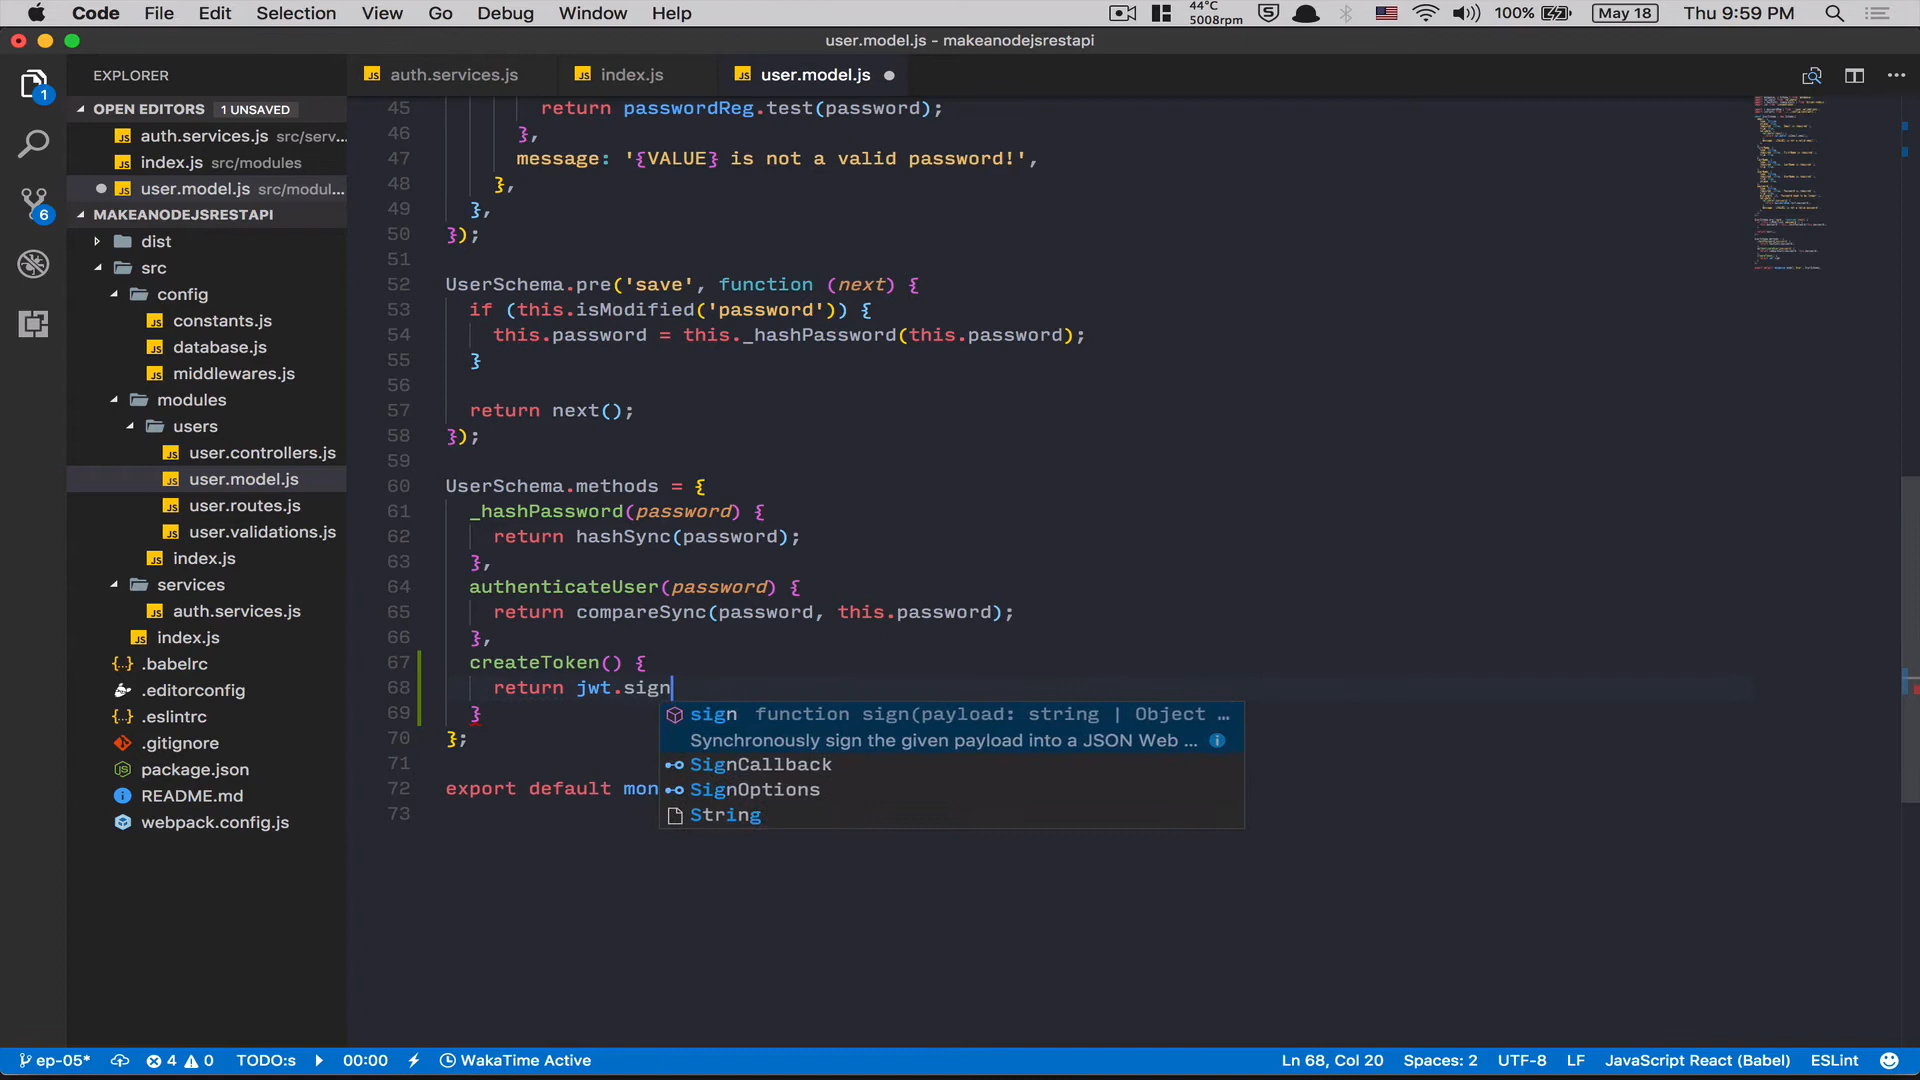 Code File Edit Selection View Go Debug Window Help
44°C
5008rpm
100%
May 18
Thu 9:59 PM
user.model.js - makeanodejsrestapi
EXPLORER
auth.services.js
index.js
user.model.js
OPEN EDITORS 1 UNSAVED
auth.services.js src/serv...
index.js src/modules
user.model.js src/modul...
MAKEANODEJSRESTAPI
dist
src
config
constants.js
database.js
middlewares.js
modules
users
user.controllers.js
user.model.js
user.routes.js
user.validations.js
index.js
services
auth.services.js
index.js
.babelrc
.editorconfig
.eslintrc
.gitignore
package.json
README.md
webpack.config.js
1
6
45 return passwordReg.test(password);
46 },
47 message: '{VALUE} is not a valid password!',
48 },
49 },
50 });
51
52 UserSchema.pre('save', function (next) {
53 if (this.isModified('password')) {
54 this.password = this._hashPassword(this.password);
55 }
56
57 return next();
58 });
59
60 UserSchema.methods = {
61 _hashPassword(password) {
62 return hashSync(password);
63 },
64 authenticateUser(password) {
65 return compareSync(password, this.password);
66 },
67 createToken() {
68 return jwt.sign
69 }
70 };
71
72 export default mon
73
sign function sign(payload: string | Object ...
Synchronously sign the given payload into a JSON Web ...
SignCallback
SignOptions
String
ep-05* 4 0 TODO:s 00:00 WakaTime Active
Ln 68, Col 20 Spaces: 2 UTF-8 LF JavaScript React (Babel) ESLint